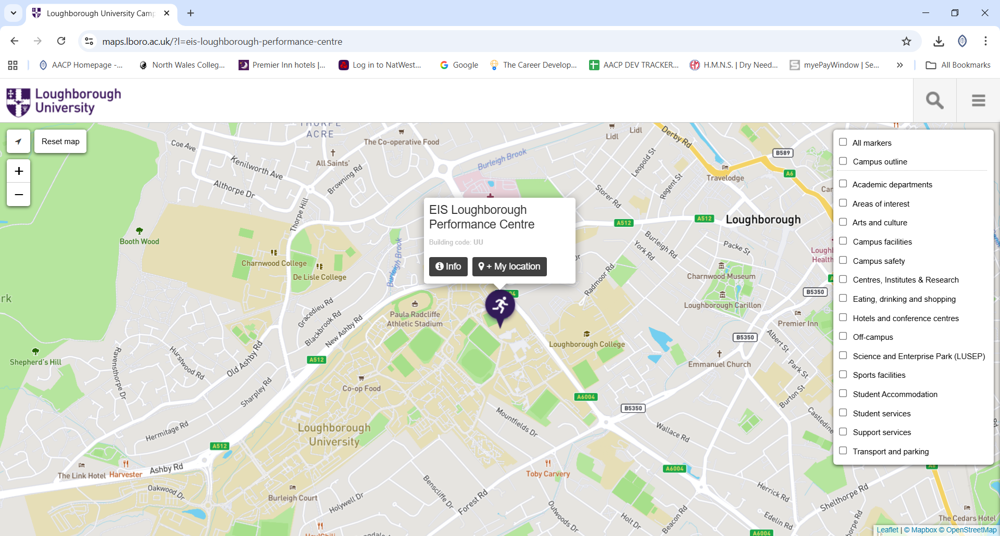 Loughborough University Camp
maps.lboro.ac.uk/?l=eis-loughborough-performance-centre
AACP Homepage -...
North Wales Colleg...
Premier Inn hotels |...
Log in to NatWest...
Google
The Career Develop...
AACP DEV TRACKER...
H.M.N.S. | Dry Need...
myePayWindow | Se...
All Bookmarks
Loughborough
University
Reset map
+
−
All markers
Campus outline
Academic departments
Areas of interest
Arts and culture
Campus facilities
Campus safety
Centres, Institutes & Research
Eating, drinking and shopping
Hotels and conference centres
Off-campus
Science and Enterprise Park (LUSEP)
Sports facilities
Student Accommodation
Student services
Support services
Transport and parking
EIS Loughborough
Performance Centre
Building code: UU
Info
+ My location
THORPE
ACRE
Coe Ave
Kenilworth Ave
Althorpe Dr
All Saints'
Browning Rd
The Co-operative Food
Burleigh Brook
Lidl
Lidl
Derby Rd
B589
A6
Leopold St
Regent St
Travelodge
Storer Rd
A512
A512
Loughborough
Thorpe Hill
Booth Wood
Charnwood College
De Lisle College
Burleigh Brook
Burleigh Rd
York Rd
Packe St
Charnwood Museum
Radmoor Rd
Loughborough Carillon
B5350
Premier Inn
Gracedieu Rd
Blackbrook Rd
New Ashby Rd
Paula Radcliffe
Athletic Stadium
Loughborough College
B5350
Albert St
Emmanuel Church
Park St
Shepherd's Hill
Ravensthorpe Dr
Hurstwood Rd
Old Ashby Rd
A512
Sharpley Rd
Co-op Food
A6004
B5350
Burton St
Mountfields Dr
Wallace Rd
Hermitage Rd
Loughborough
University
A512
The Link Hotel
Harvester
Ashby Rd
Oakwood Dr
Burleigh Court
Holwell Dr
Benscliffe Dr
Forest Rd
Toby Carvery
A6004
Outwoods Dr
Holt Dr
Beacon Rd
Herrick Rd
Edelin Rd
Shelthorpe Rd
A6004
The Cedars Hotel
Leaflet | © Mapbox © OpenStreetMap